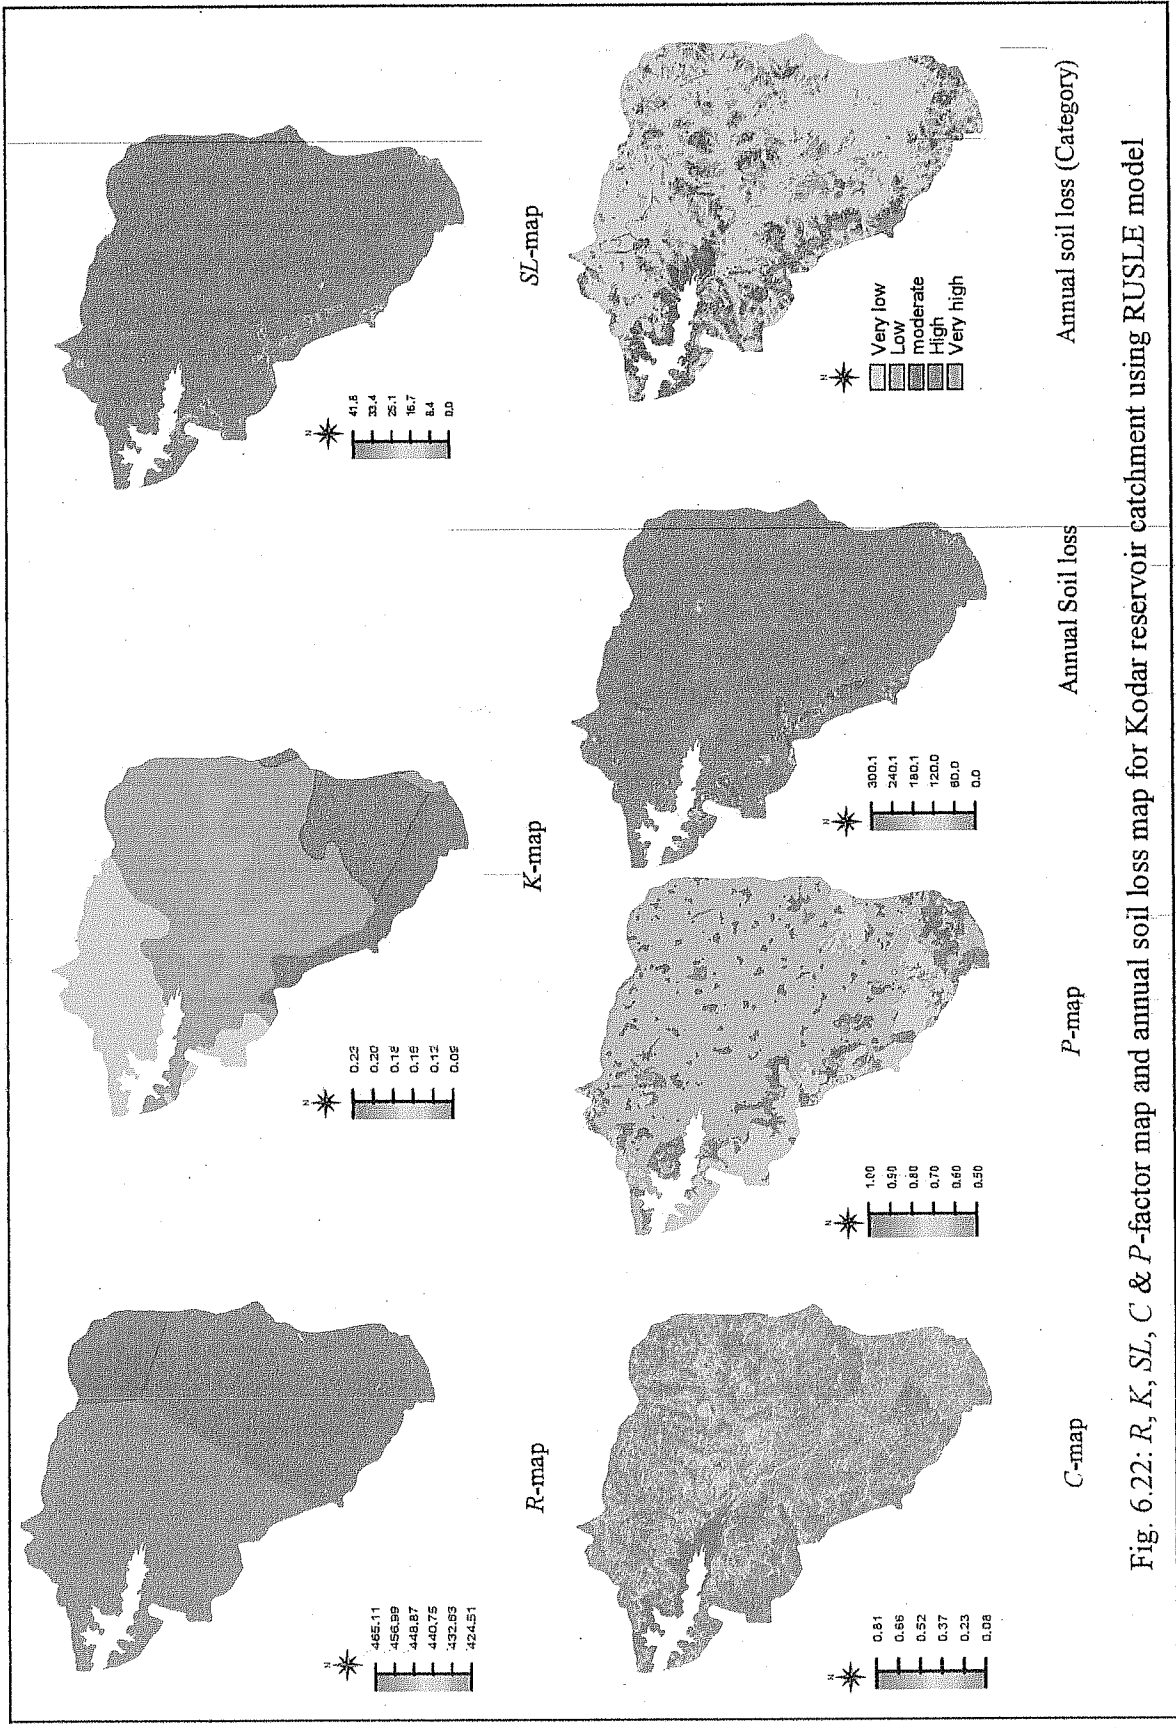 N
465.11
456.99
448.87
440.75
432.63
424.51
R-map
N
0.20
0.18
0.12
K-map
N
41.8
33.4
25.1
16.7
8.4
0.0
SL-map
N
0.81
0.66
0.52
0.37
0.23
0.08
C-map
N
1.00
0.90
0.80
0.70
0.60
0.50
P-map
N
300.1
240.1
180.1
120.0
60.0
0.0
Annual Soil loss
N
Very low
Low
moderate
High
Very high
Annual soil loss (Category)
Fig. 6.22: R, K, SL, C & P-factor map and annual soil loss map for Kodar reservoir catchment using RUSLE model